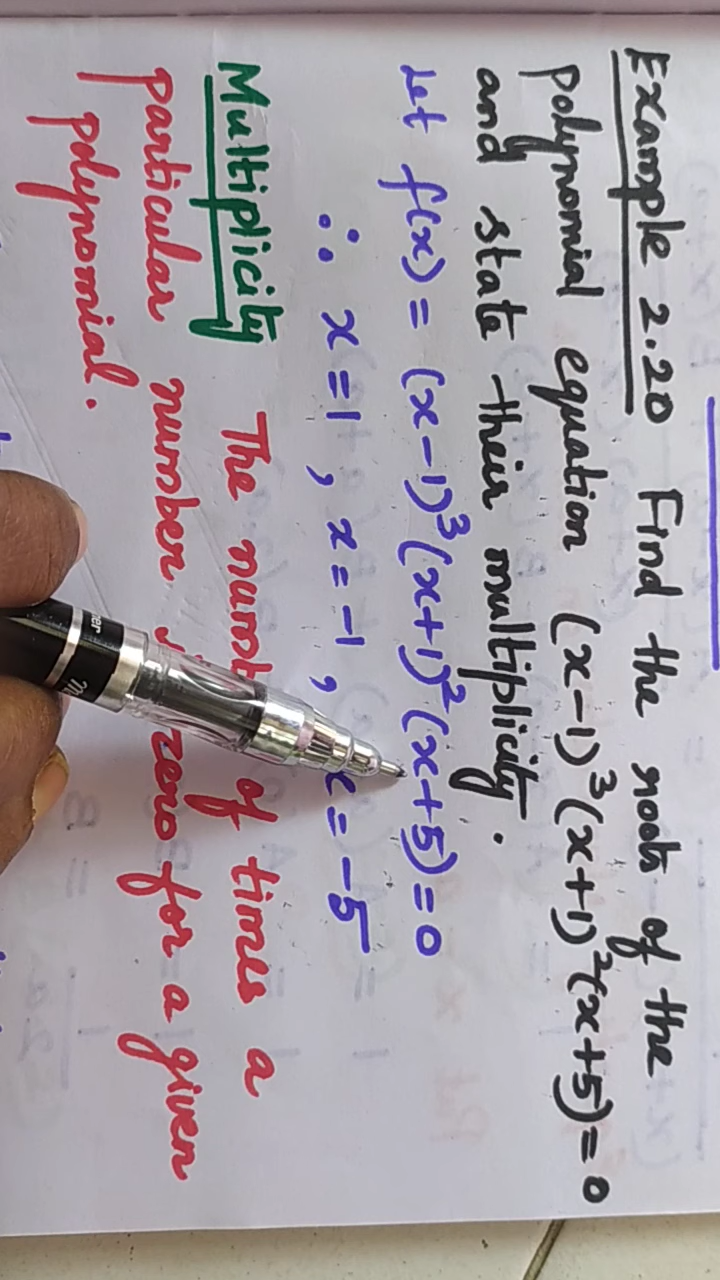 Example 2.20 Find the roots of the
polynomial equation (x-1)³(x+1)²(x+5)=0
and state their multiplicity.
Let f(x) = (x-1)³(x+1)²(x+5)=0
∴ x=1, x=-1, x=-5
Multiplicity The numb of times a
particular number zero for a given
polynomial.